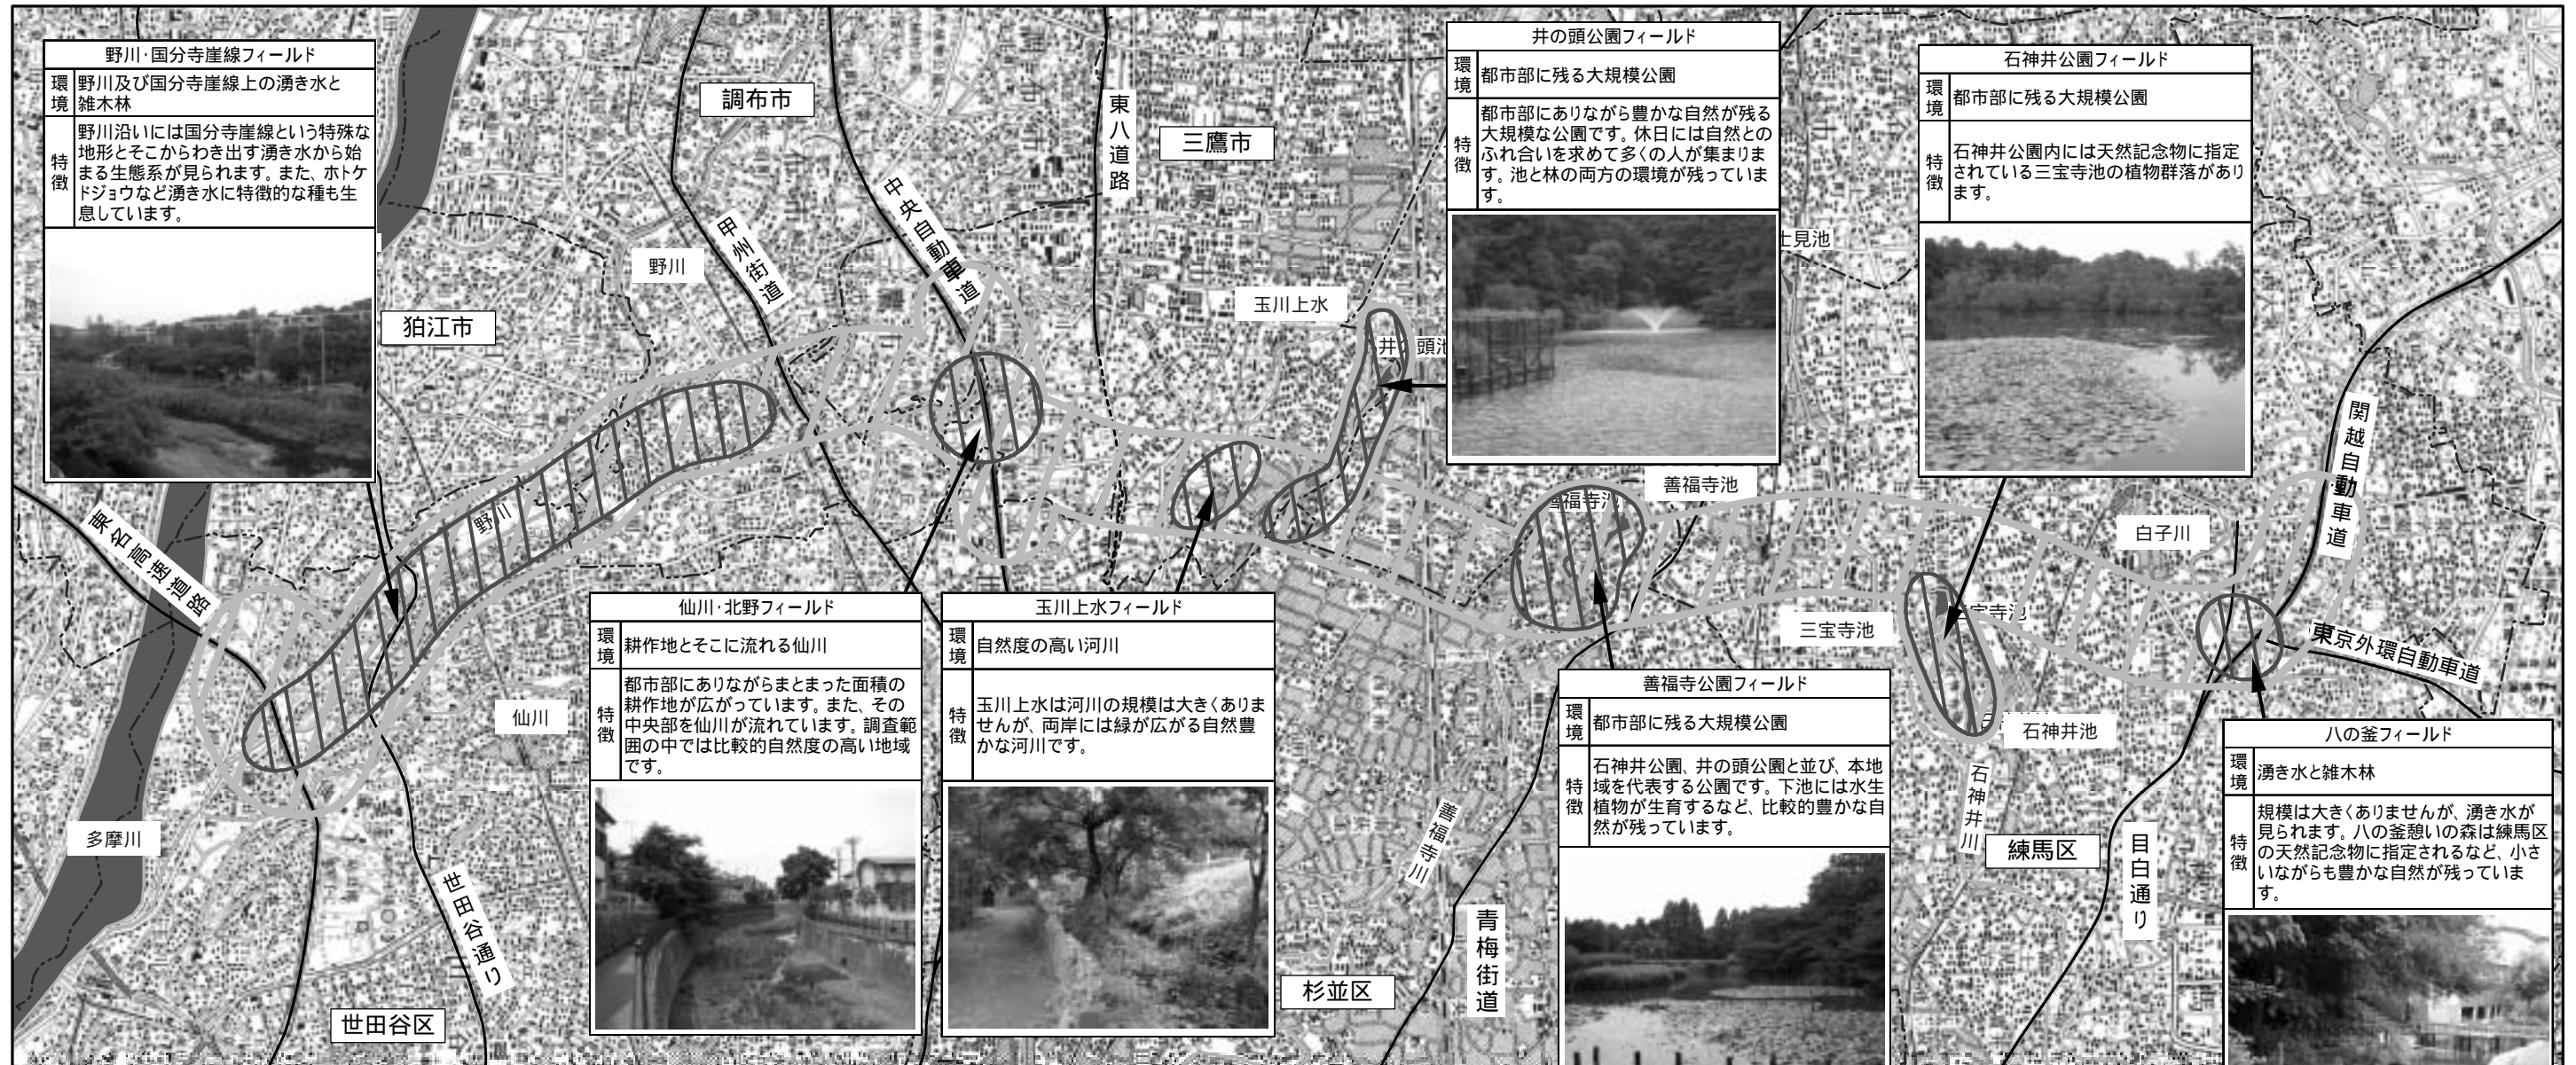 野川・国分寺崖線フィールド
環境
野川及び国分寺崖線上の湧き水と
雑木林
特徴
野川沿いには国分寺崖線という特殊な
地形とそこからわき出す湧き水から始
まる生態系が見られます。また、ホトケ
ドジョウなど湧き水に特徴的な種も生
息しています。
調布市
三鷹市
狛江市
東八道路
中央自動車道
甲州街道
野川
玉川上水
井の頭公園フィールド
環境
都市部に残る大規模公園
特徴
都市部にありながら豊かな自然が残る
大規模な公園です。休日には自然との
ふれ合いを求めて多くの人が集まりま
す。池と林の両方の環境が残っていま
す。
士見池
石神井公園フィールド
環境
都市部に残る大規模公園
特徴
石神井公園内には天然記念物に指定
されている三宝寺池の植物群落があり
ます。
関越自動車道
東名高速道路
野川
善福寺池
善福寺池
白子川
三宝寺池
東京外環自動車道
石神井池
仙川
多摩川
世田谷通り
世田谷区
仙川・北野フィールド
環境
耕作地とそこに流れる仙川
特徴
都市部にありながらまとまった面積の
耕作地が広がっています。また、その
中央部を仙川が流れています。調査範
囲の中では比較的自然度の高い地域
です。
玉川上水フィールド
環境
自然度の高い河川
特徴
玉川上水は河川の規模は大きくありま
せんが、両岸には緑が広がる自然豊
かな河川です。
善福寺川
杉並区
青梅街道
善福寺公園フィールド
環境
都市部に残る大規模公園
特徴
石神井公園、井の頭公園と並び、本地
域を代表する公園です。下池には水生
植物が生育するなど、比較的豊かな自
然が残っています。
石神井川
練馬区
目白通り
八の釜フィールド
環境
湧き水と雑木林
特徴
規模は大きくありませんが、湧き水が
見られます。八の釜憩いの森は練馬区
の天然記念物に指定されるなど、小さ
いながらも豊かな自然が残っていま
す。